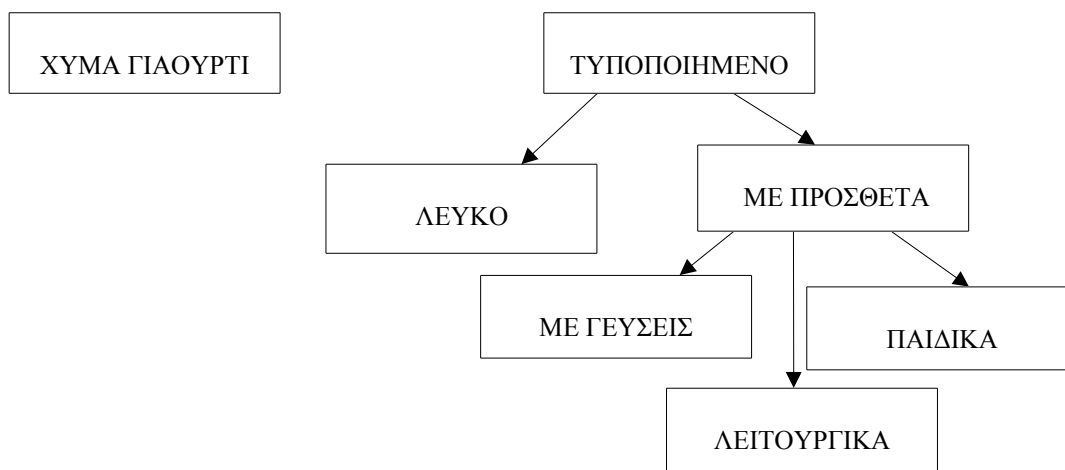 ΧΥΜΑ ΓΙΑΟΥΡΤΙ
ΤΥΠΟΠΟΙΗΜΕΝΟ
ΛΕΥΚΟ
ΜΕ ΠΡΟΣΘΕΤΑ
ΜΕ ΓΕΥΣΕΙΣ
ΠΑΙΔΙΚΑ
ΛΕΙΤΟΥΡΓΙΚΑ